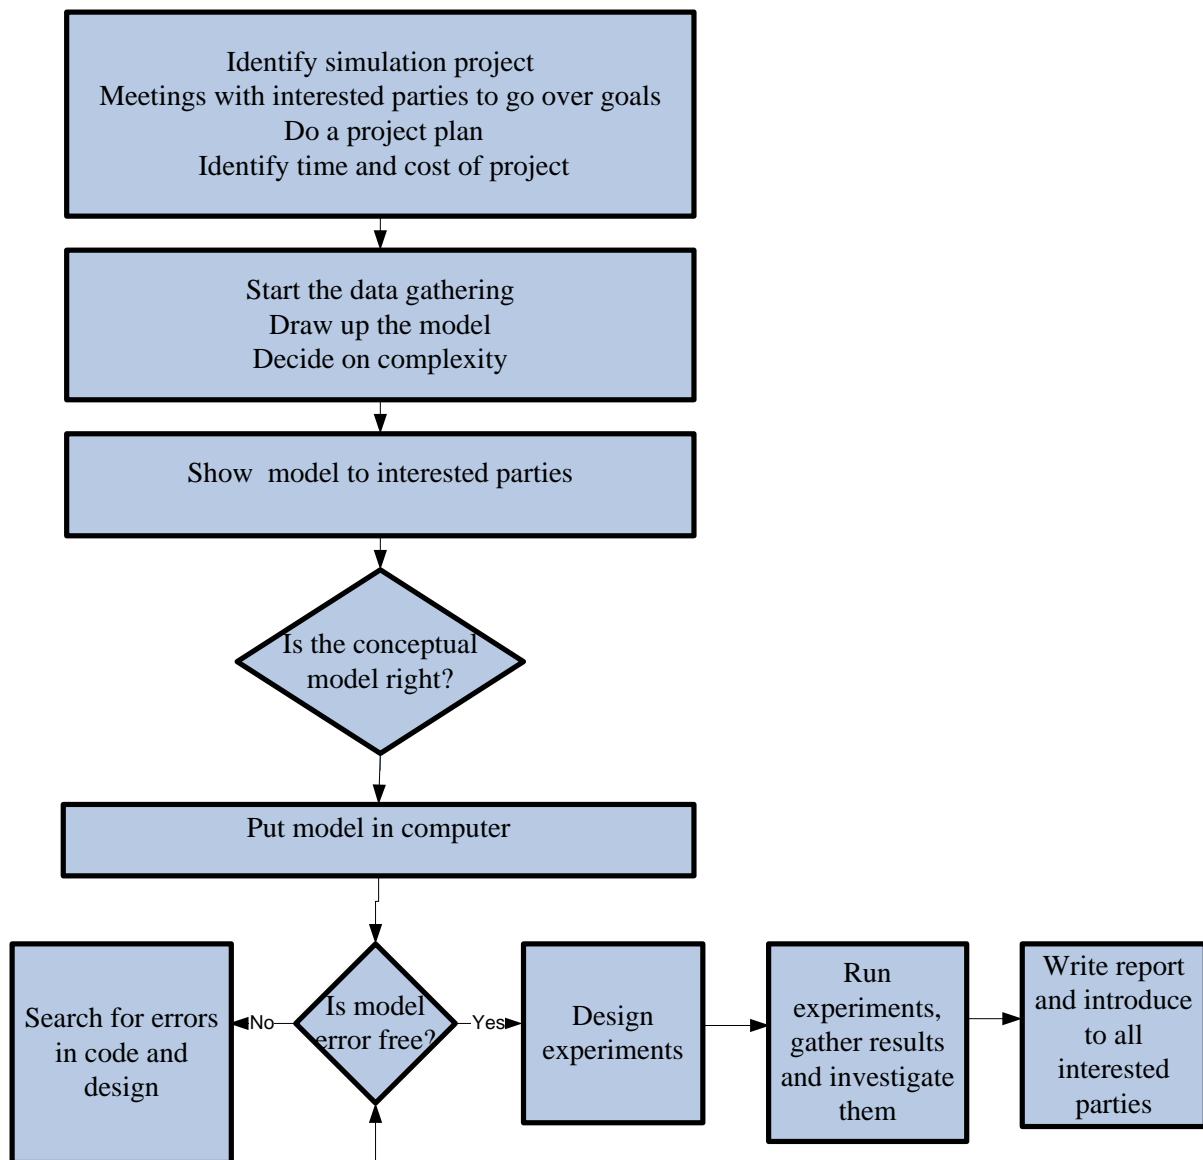 Identify simulation project
Meetings with interested parties to go over goals
Do a project plan
Identify time and cost of project
Start the data gathering
Draw up the model
Decide on complexity
Show  model to interested parties
Is the conceptual
model right?
Put model in computer
Search for errors
in code and
design
No
Is model
error free?
Yes
Design
experiments
Run
experiments,
gather results
and investigate
them
Write report
and introduce
to all
interested
parties